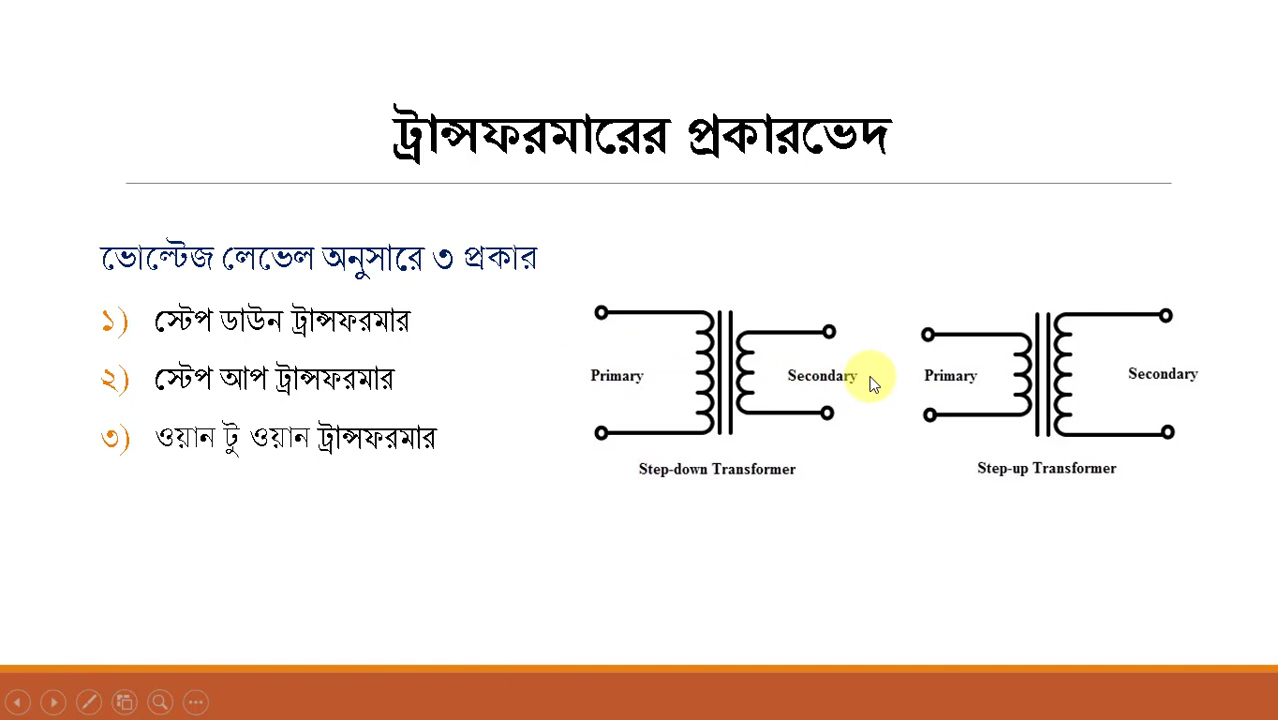 ট্রান্সফরমারের প্রকারভেদ
ভোল্টেজ লেভেল অনুসারে ৩ প্রকার
১) স্টেপ ডাউন ট্রান্সফরমার
২) স্টেপ আপ ট্রান্সফরমার
৩) ওয়ান টু ওয়ান ট্রান্সফরমার
Primary Secondary
Step-down Transformer
Primary Secondary
Step-up Transformer